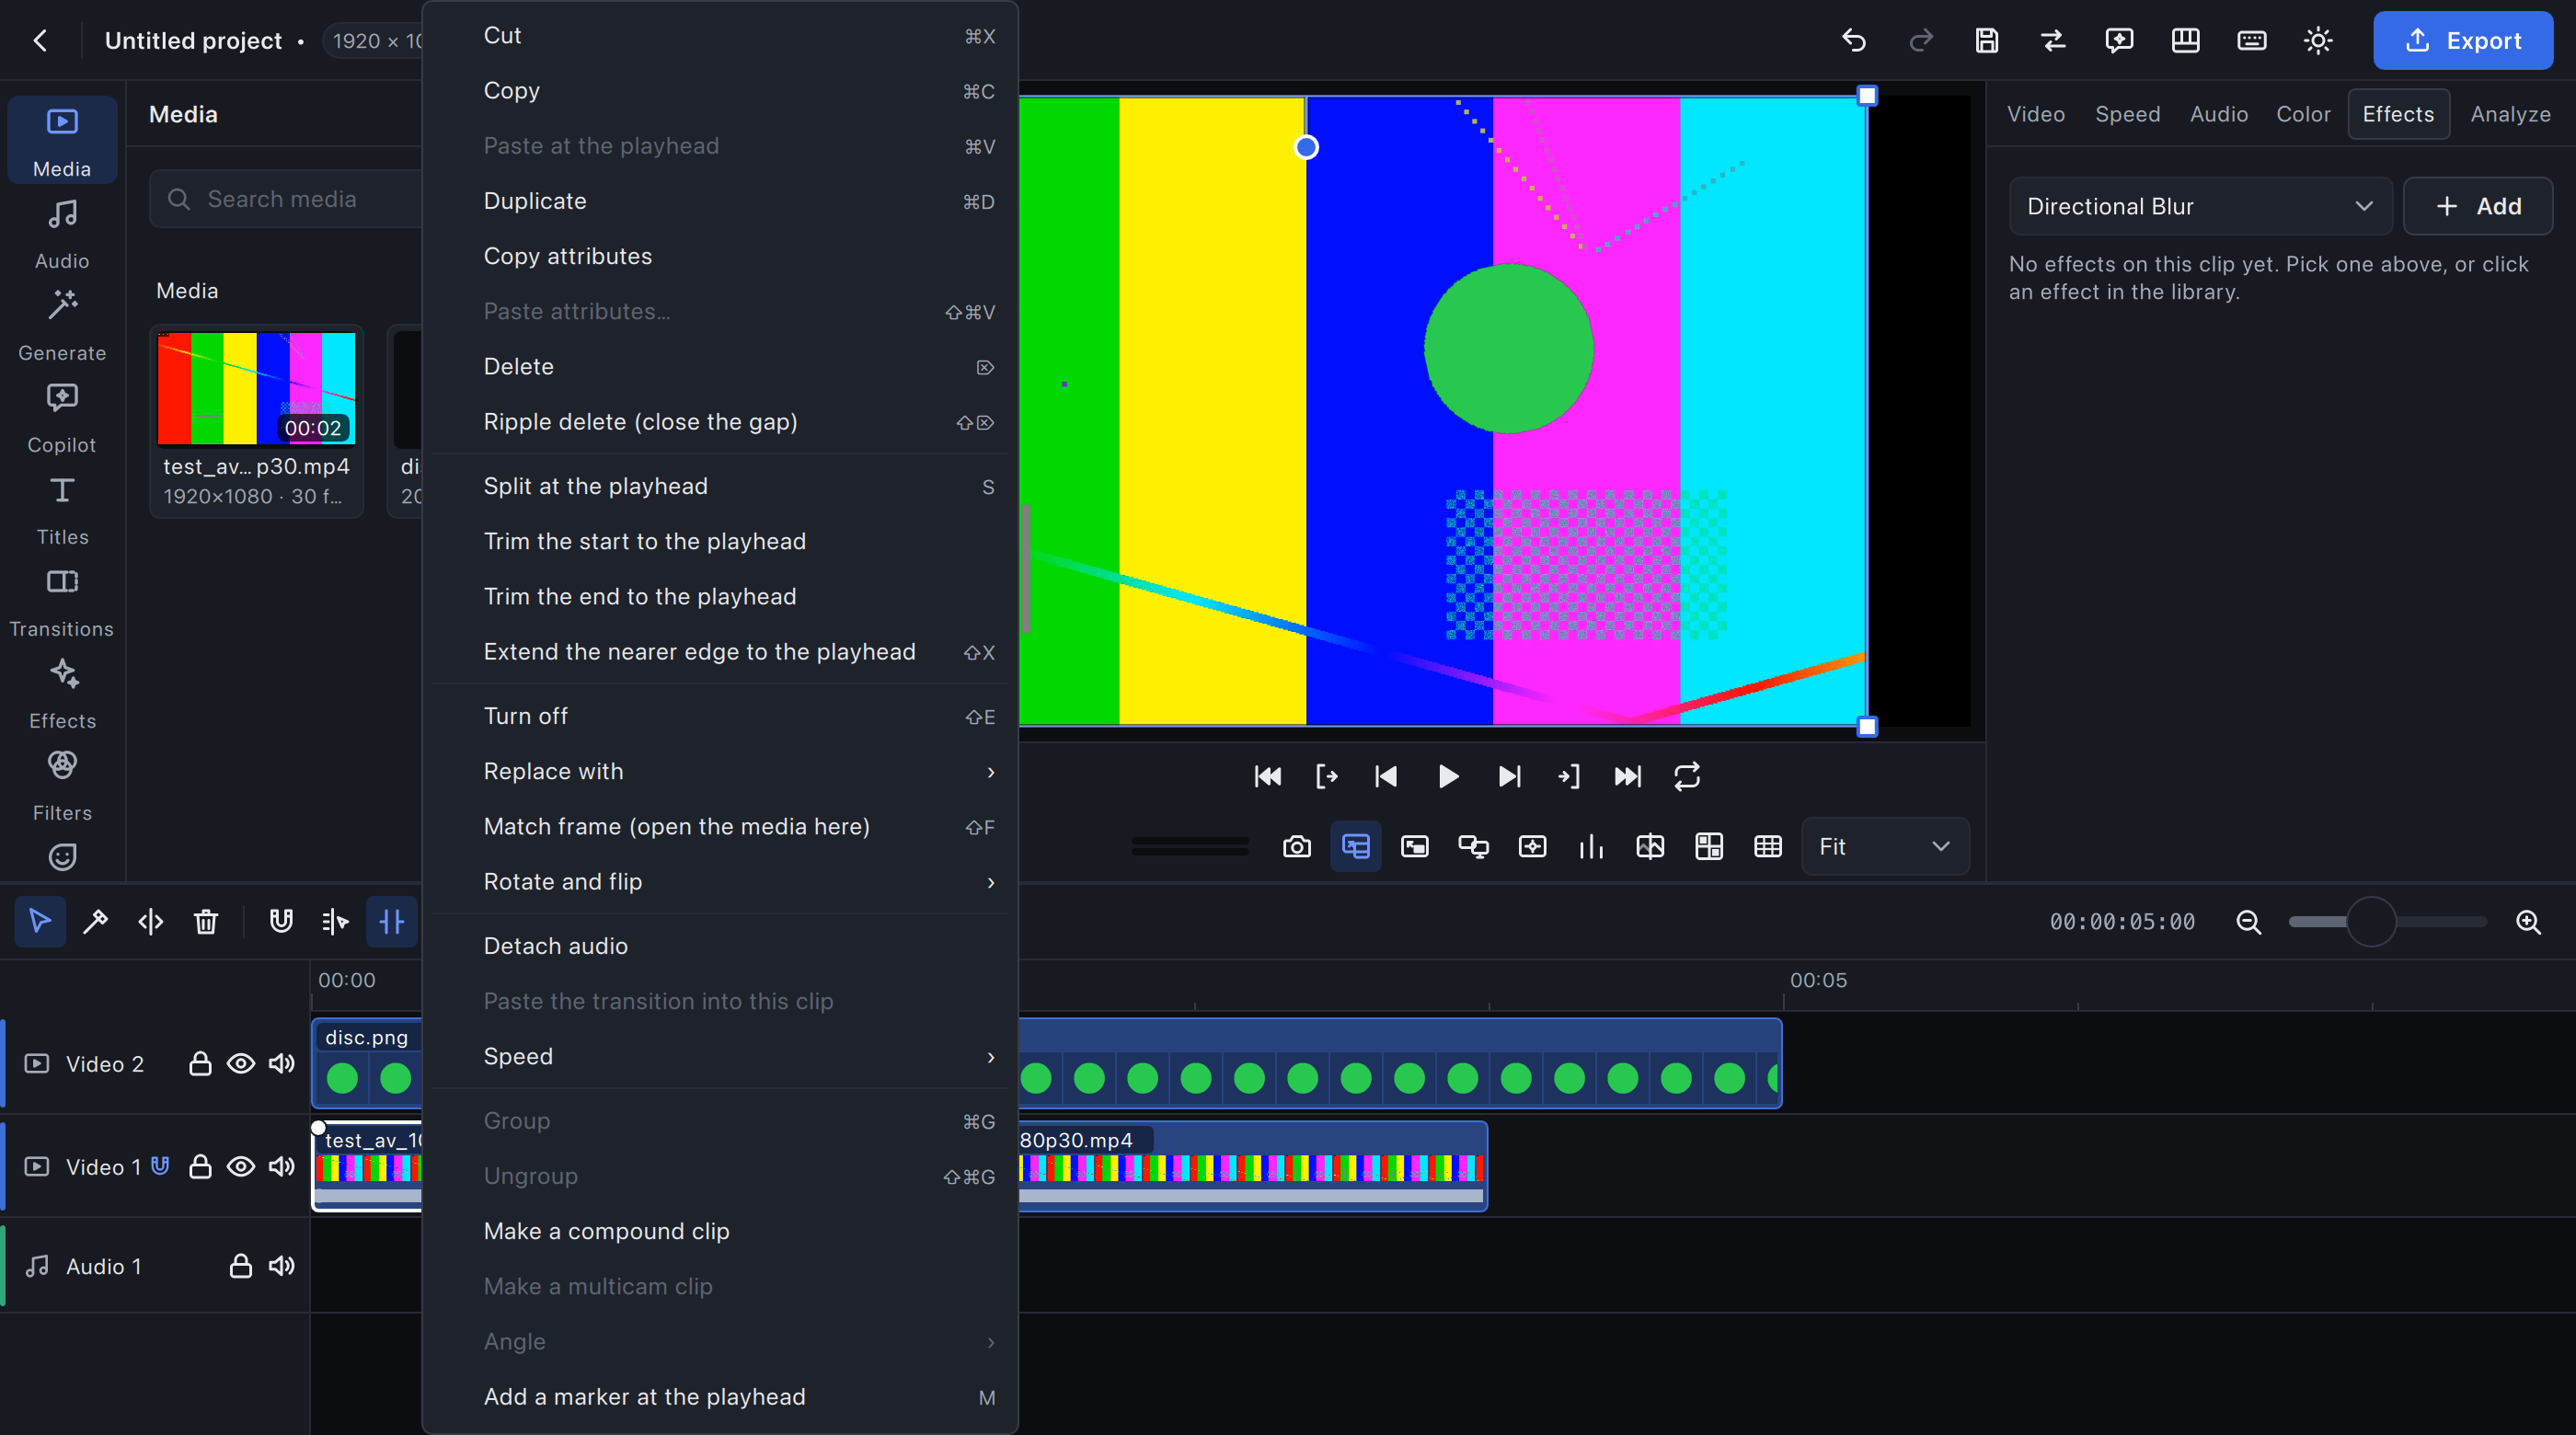 Untitled project •
1920 × 10
Export
Media
Audio
Generate
Copilot
Titles
Transitions
Effects
Filters
Media
Search media
Media
00:02
test_av... p30.mp4
1920×1080 · 30 f...
di
20
Cut ⌘X
Copy ⌘C
Paste at the playhead ⌘V
Duplicate ⌘D
Copy attributes
Paste attributes... ⇧⌘V
Delete ⌦
Ripple delete (close the gap) ⇧⌦
Split at the playhead S
Trim the start to the playhead
Trim the end to the playhead
Extend the nearer edge to the playhead ⇧X
Turn off ⇧E
Replace with ›
Match frame (open the media here) ⇧F
Rotate and flip ›
Detach audio
Paste the transition into this clip
Speed ›
Group ⌘G
Ungroup ⇧⌘G
Make a compound clip
Make a multicam clip
Angle ›
Add a marker at the playhead M
Video Speed Audio Color Effects Analyze
Directional Blur
Add
No effects on this clip yet. Pick one above, or click
an effect in the library.
Fit
00:00:05:00
00:00
00:05
Video 2
disc.png
Video 1
test_av_10
80p30.mp4
Audio 1